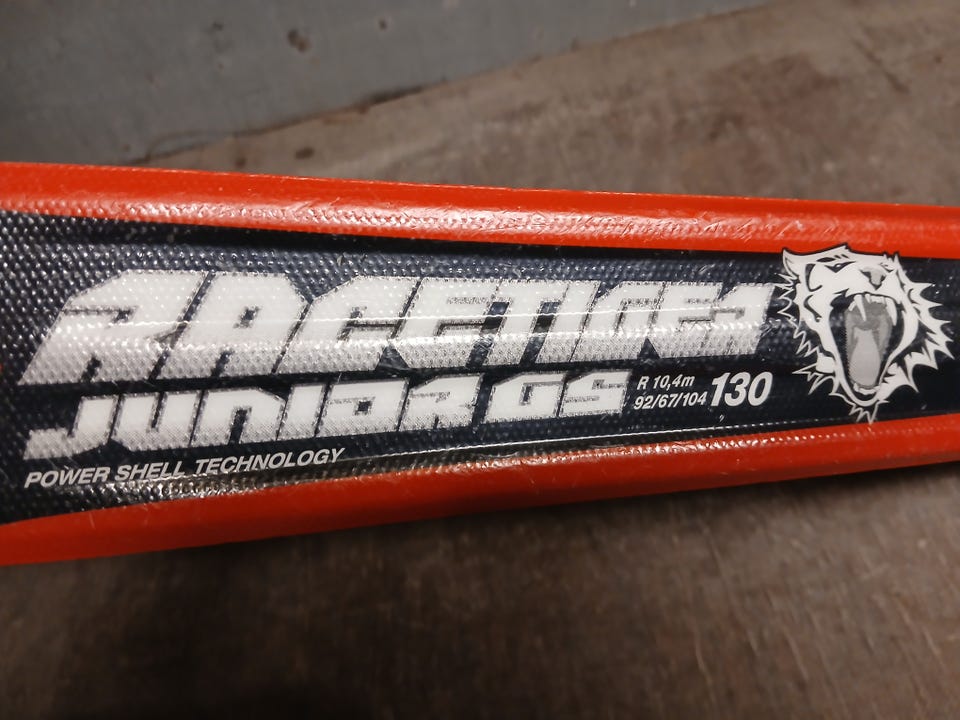 RACETIGER
JUNIOR GS
R 10,4m
92/67/104 130
POWER SHELL TECHNOLOGY